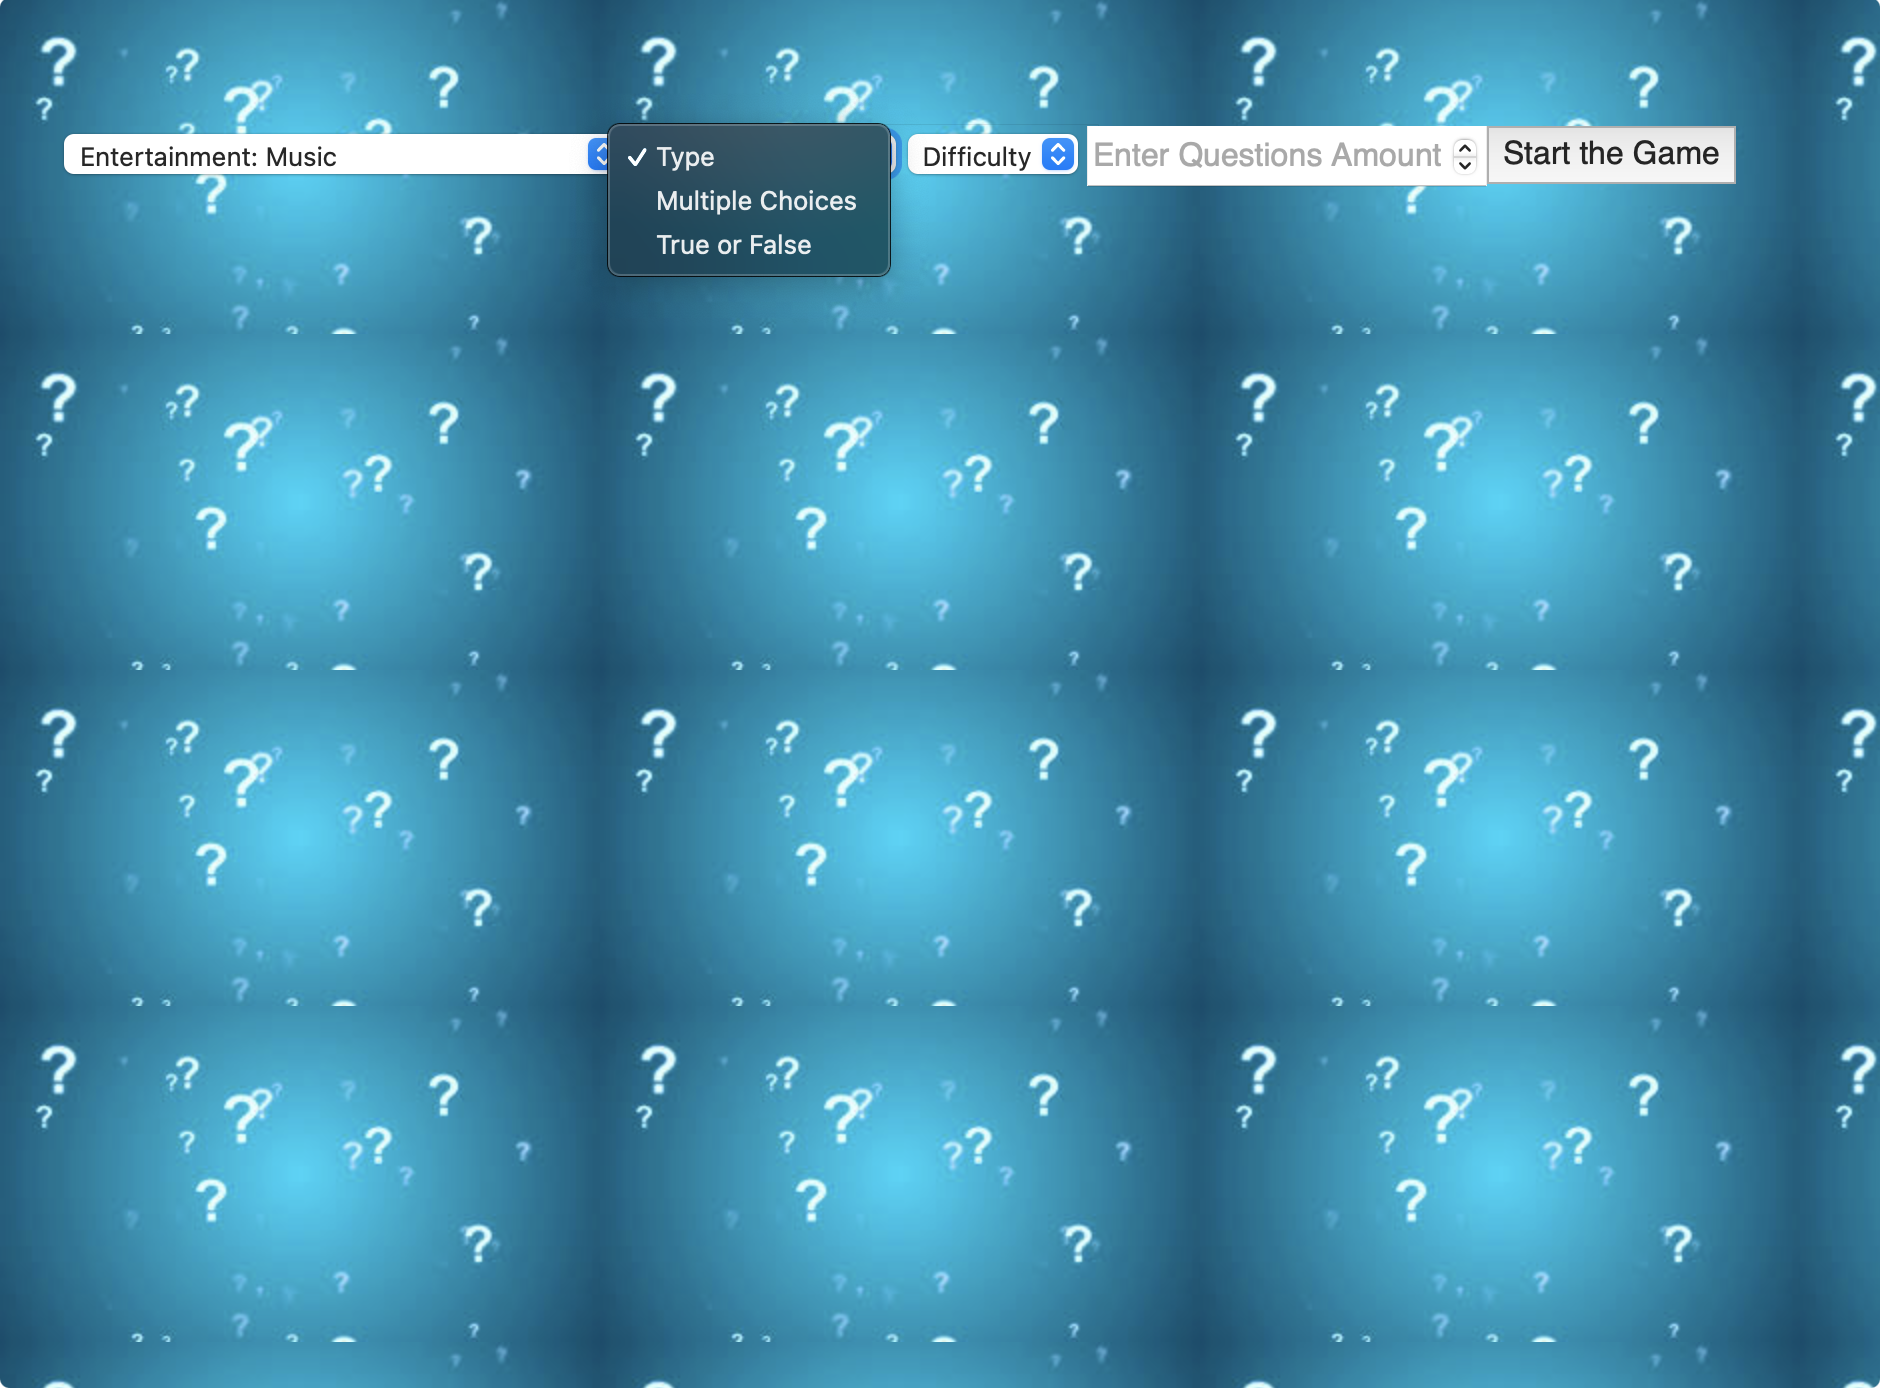 Entertainment: Music
✓ Type
Multiple Choices
True or False
Difficulty
Enter Questions Amount
Start the Game